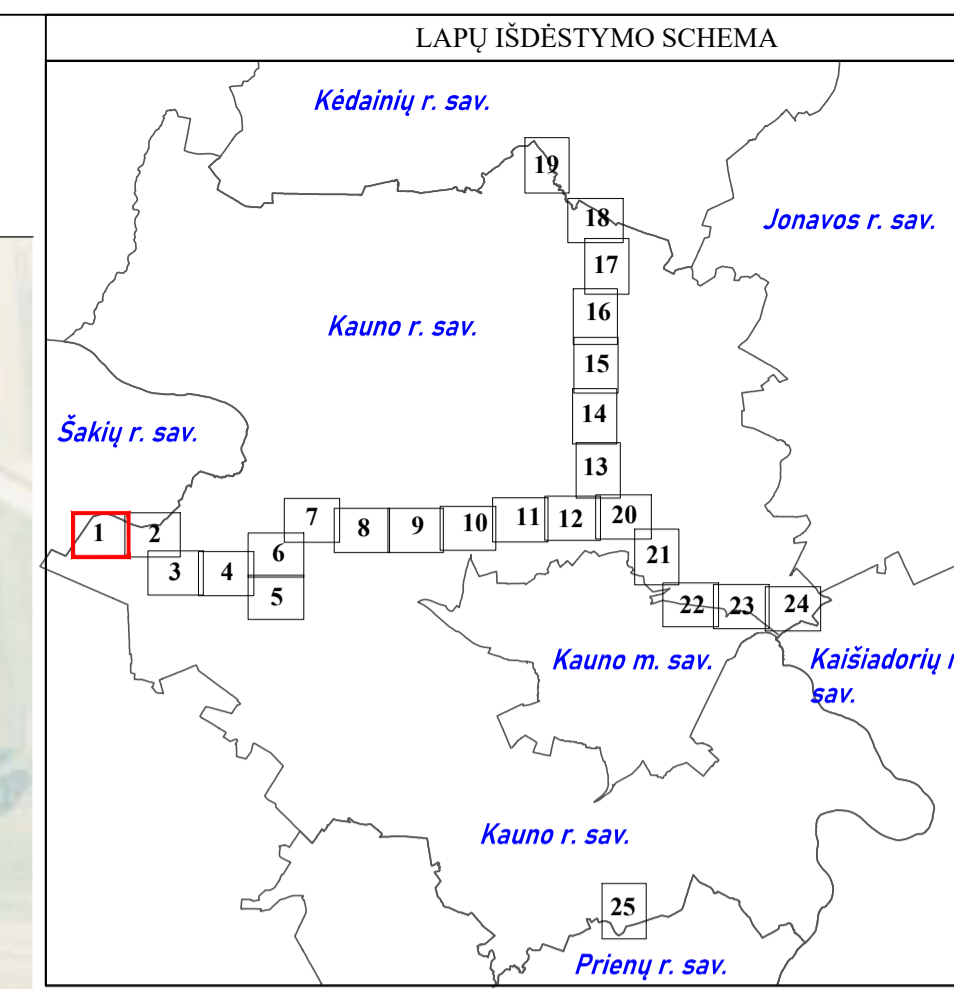 LAPŲ IŠDĖSTYMO SCHEMA
Kėdainių r. sav.
19
18
Jonavos r. sav.
17
16
Kauno r. sav.
15
14
Šakių r. sav.
13
7
11
12
20
10
8
9
1
2
6
21
3
4
5
22
23
24
Kauno m. sav.
Kaišiadorių
sav.
Kauno r. sav.
25
Prienų r. sav.